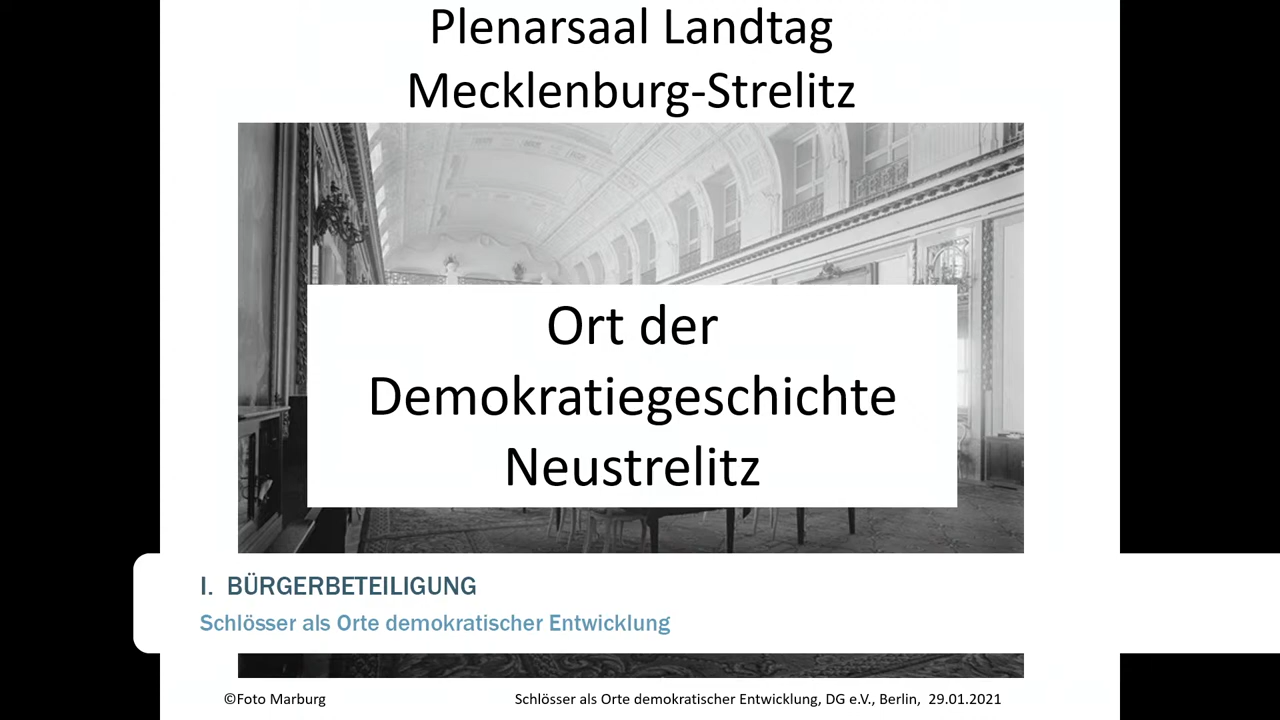 Plenarsaal Landtag
Mecklenburg-Strelitz
Ort der
Demokratiegeschichte
Neustrelitz
I. BÜRGERBETEILIGUNG
Schlösser als Orte demokratischer Entwicklung
©Foto Marburg
Schlösser als Orte demokratischer Entwicklung, DG e.V., Berlin, 29.01.2021